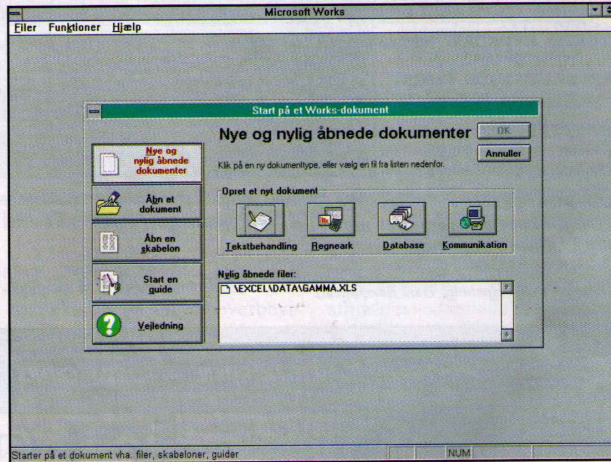 Microsoft Works
Filer Funktioner Hjælp
Start på et Works-dokument
Nye og nylig åbnede dokumenter
OK
Annuller
Klik på en ny dokumenttype, eller vælg en fil fra listen nedenfor.
Nye og
nylig åbnede
dokumenter
Åbn et
dokument
Åbn en
skabelon
Start en
guide
Vejledning
Opret et nyt dokument
Tekstbehandling Regneark Database Kommunikation
Nylig åbnede filer:
\EXCEL\DATA\GAMMA.XLS
Starter på et dokument vha. filer, skabeloner, guider
NUM